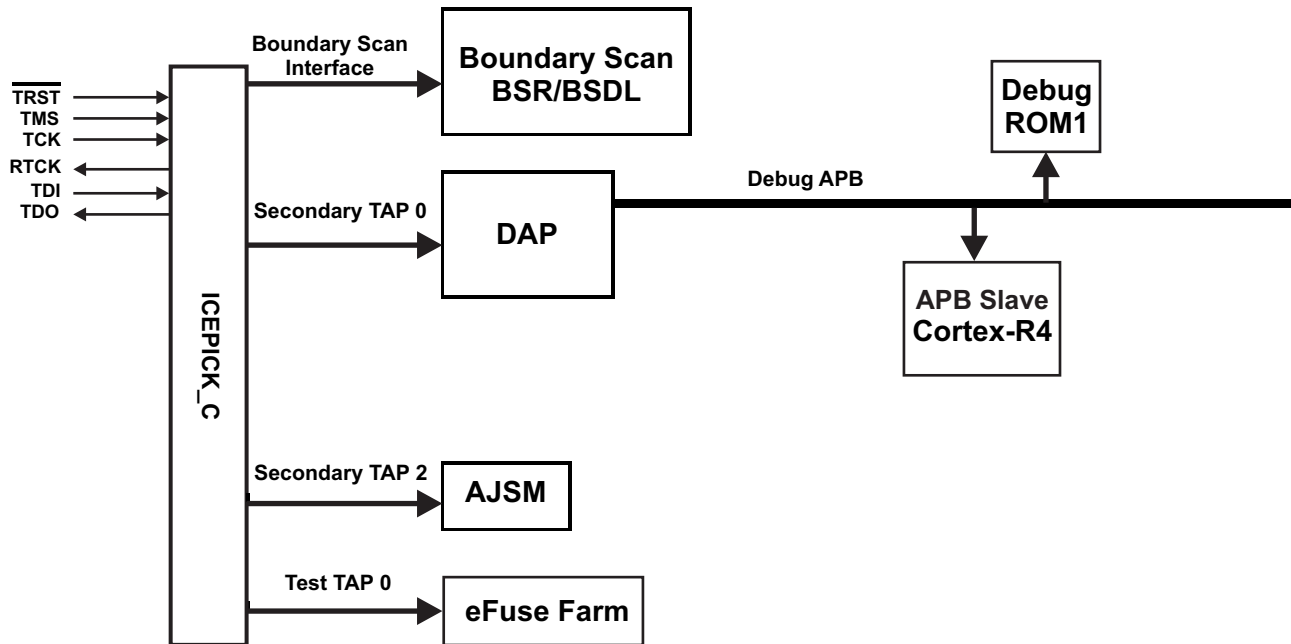 Boundary Scan
Interface
Boundary Scan
BSR/BSDL
TRST
TMS
TCK
RTCK
TDI
TDO
Debug
ROM1
Debug APB
Secondary TAP 0
DAP
ICEPICK_C
APB Slave
Cortex-R4
Secondary TAP 2
AJSM
Test TAP 0
eFuse Farm